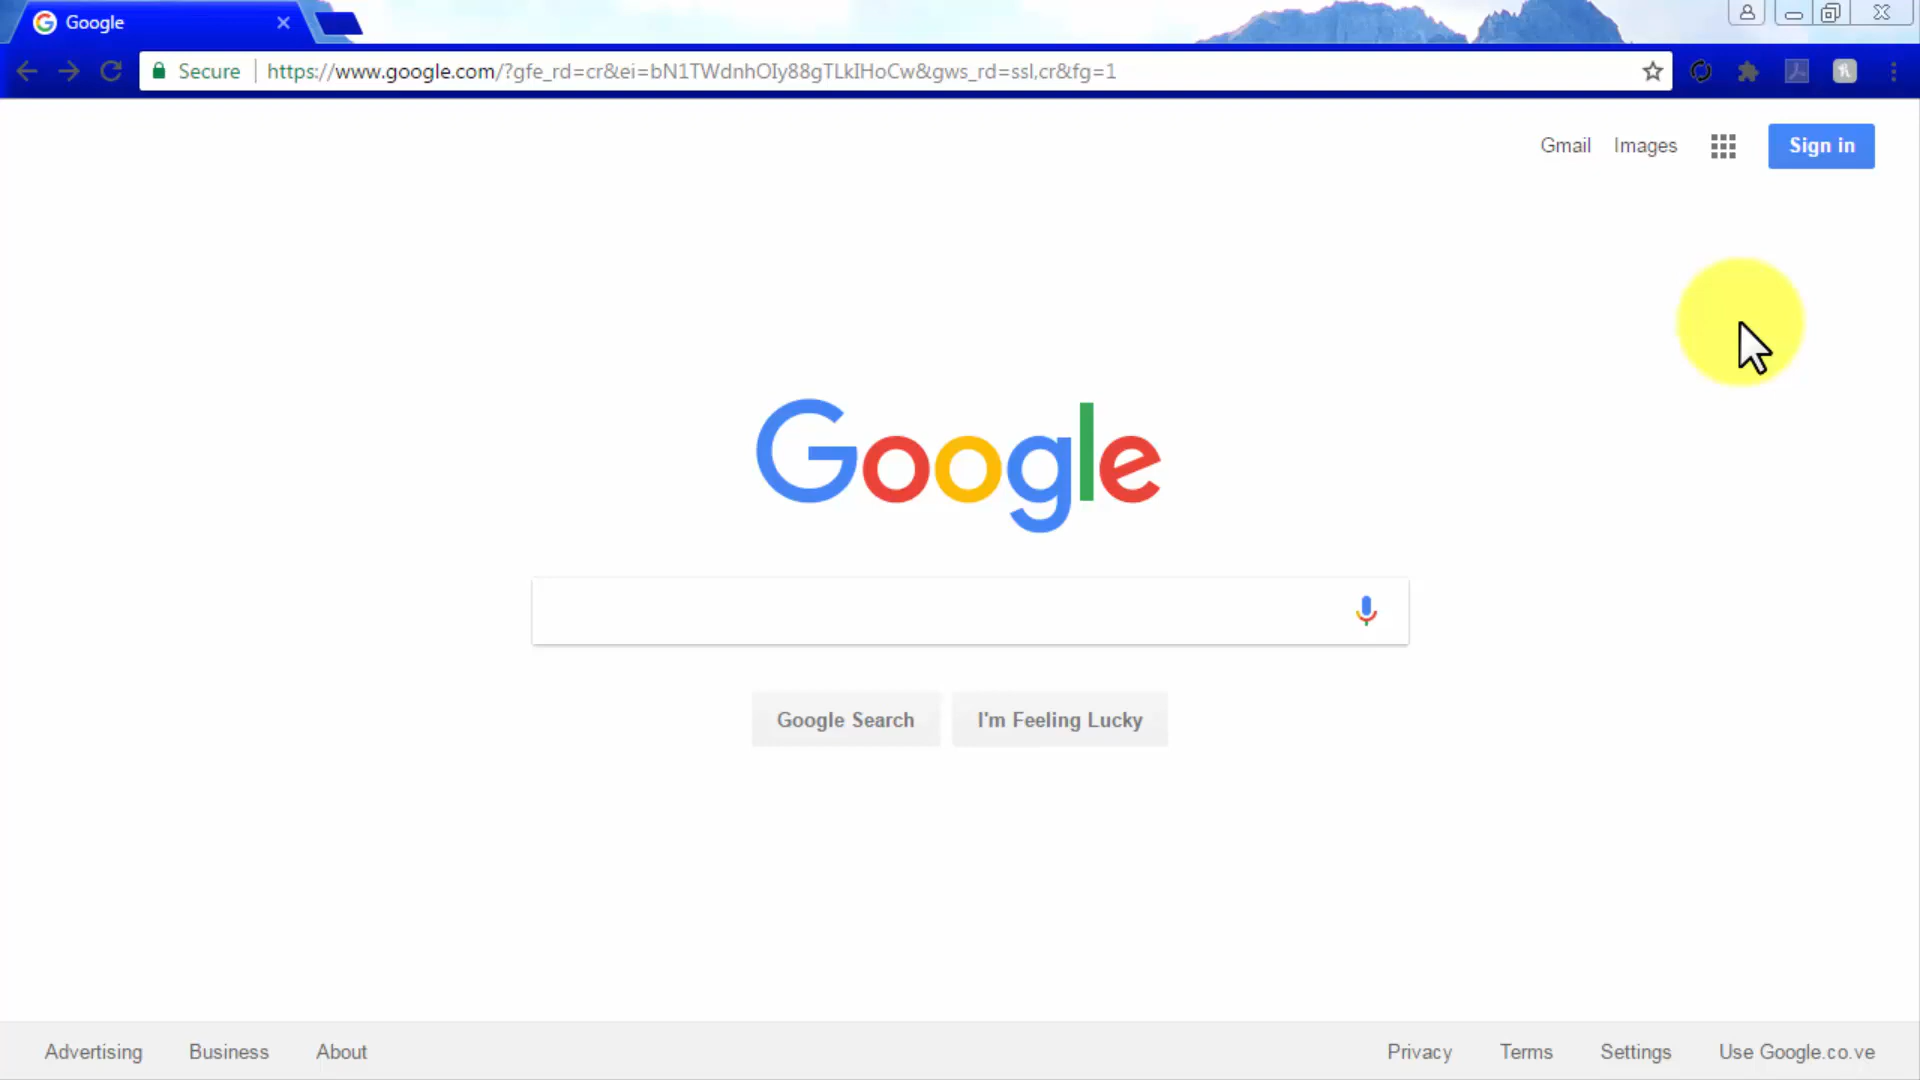 Google
Secure https://www.google.com/?gfe_rd=cr&ei=bN1TWdnhOIy88gTLkIHoCw&gws_rd=ssl,cr&fg=1
Gmail Images Sign in
Google
Google Search I'm Feeling Lucky
Advertising Business About Privacy Terms Settings Use Google.co.ve